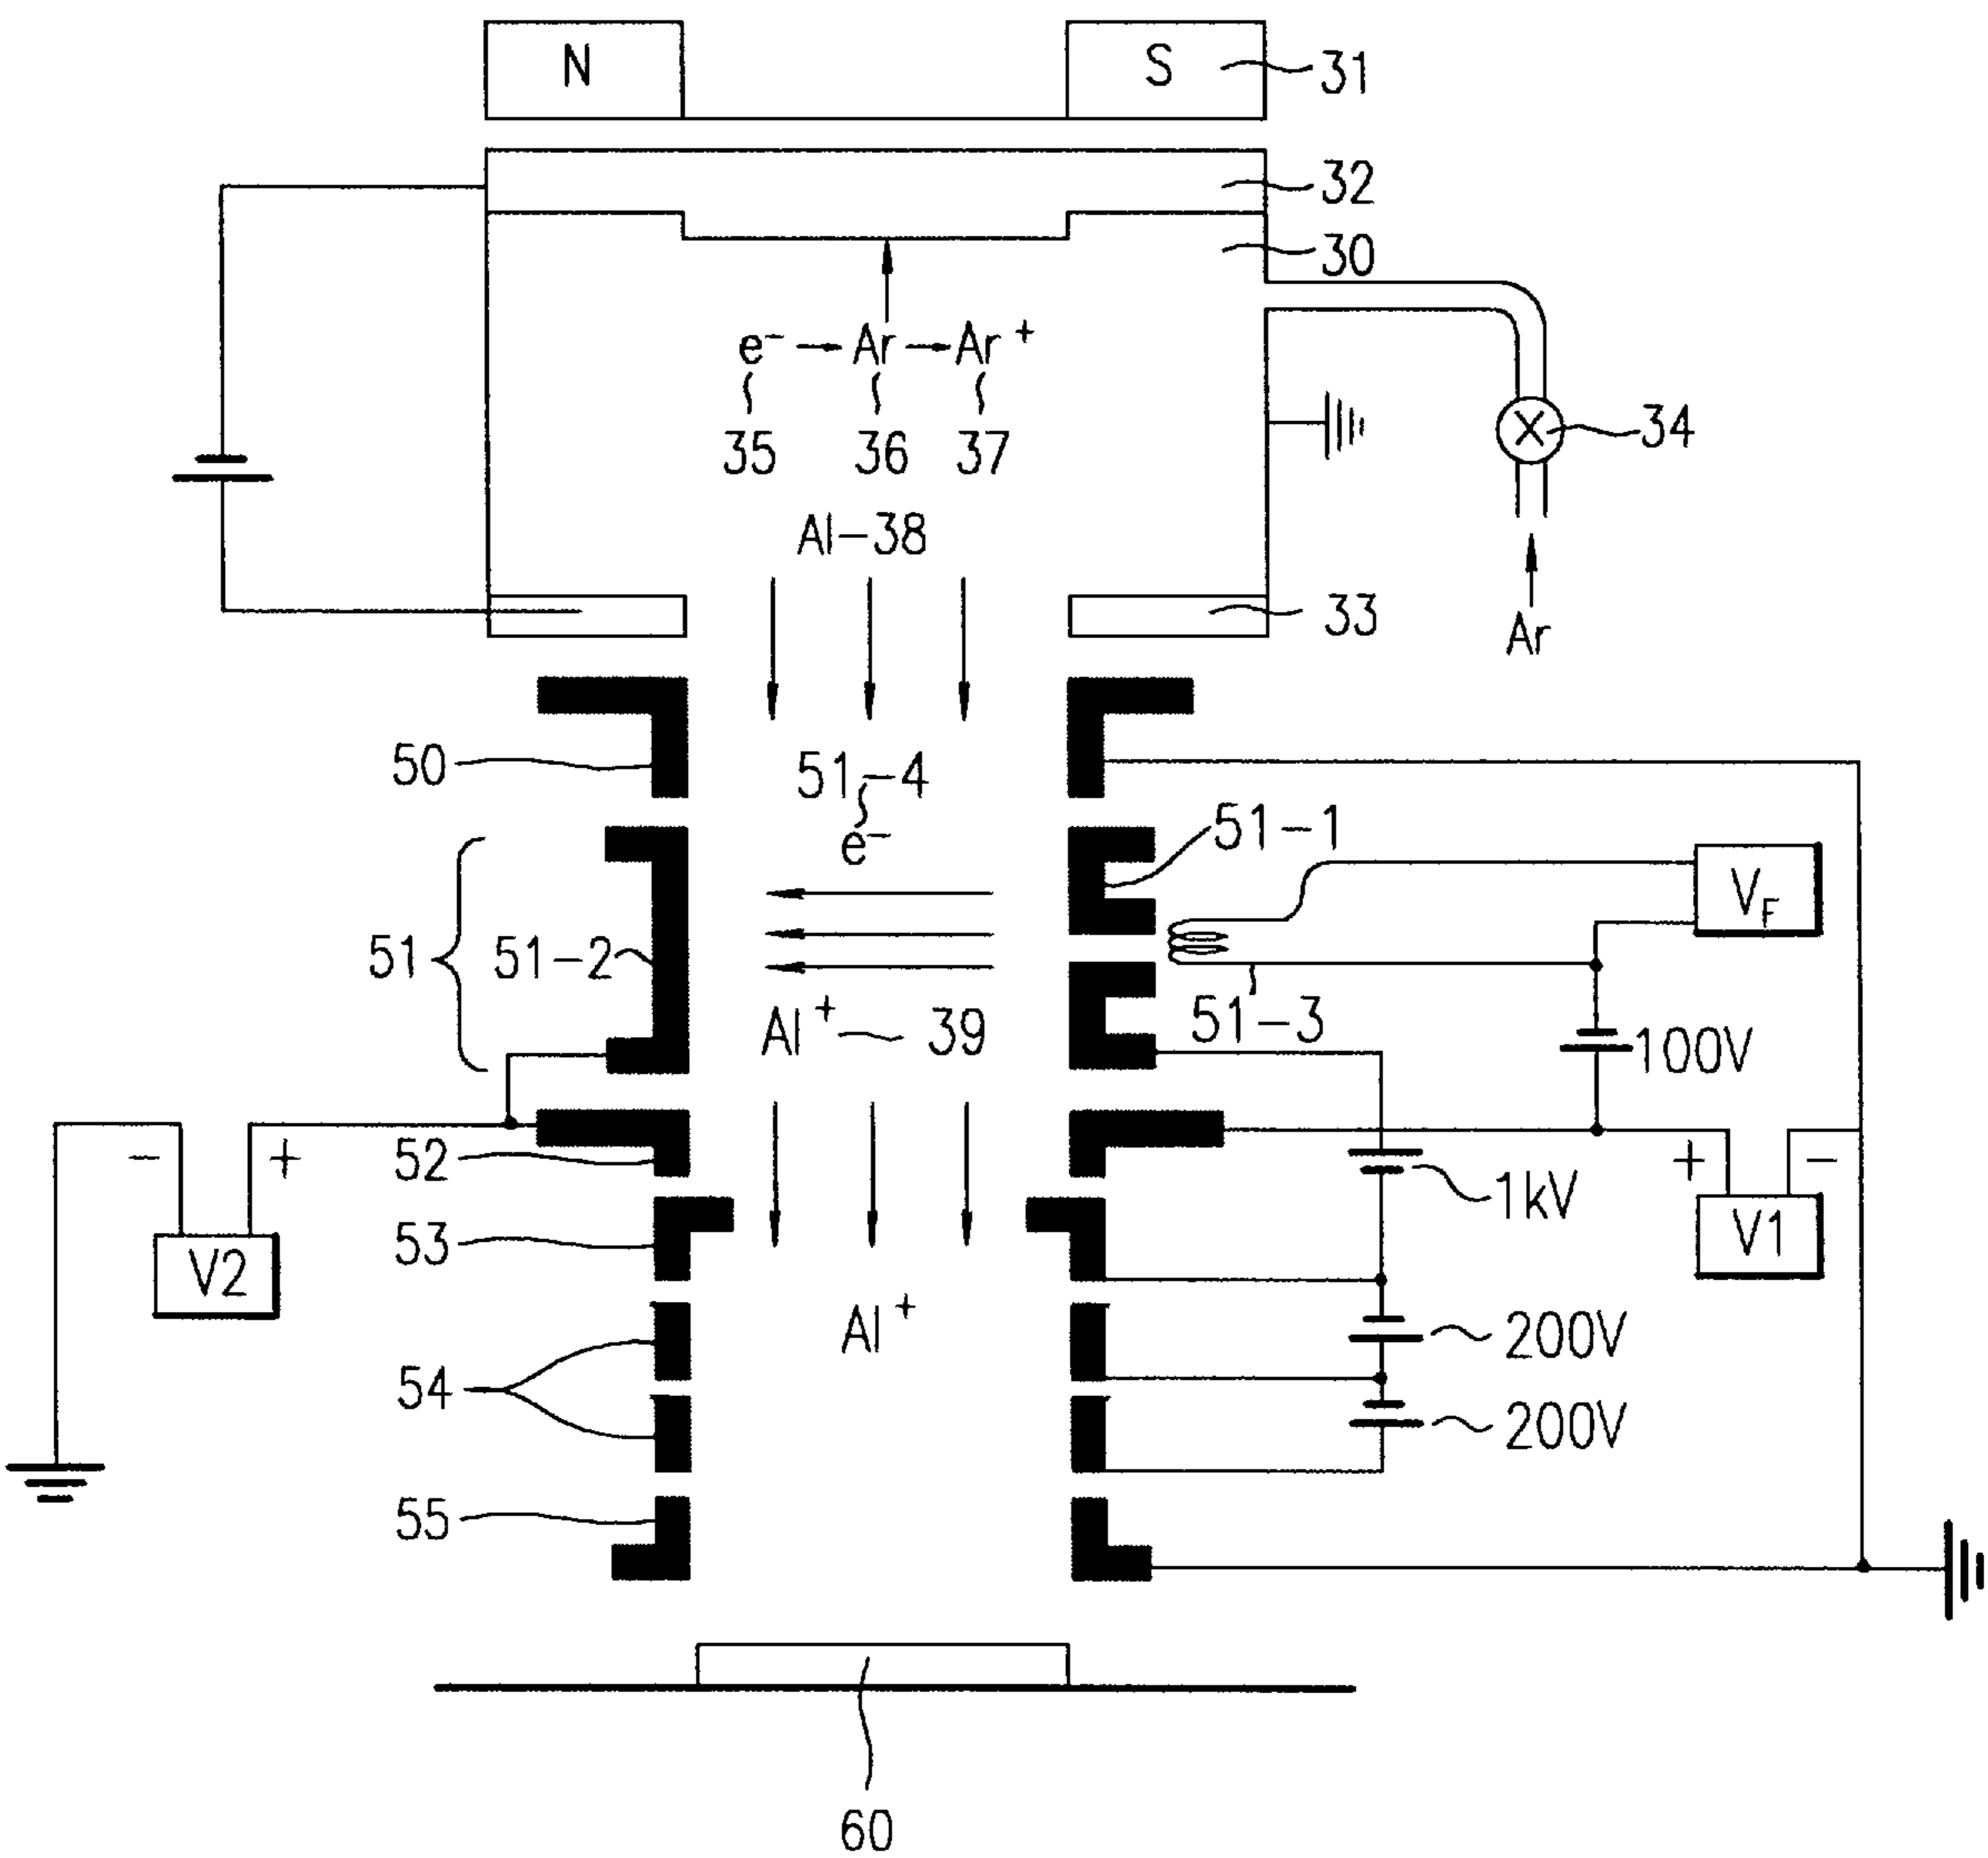 N S 31
32
30
e⁻ → Ar → Ar⁺
35 36 37
34
Al–38
33
Ar
50
51-4
e⁻
51-1
V_F
51
51-2
Al⁺ 39
51-3
100V
− + 52
1kV
+ −
V2
53
V1
Al⁺
200V
54
200V
55
60